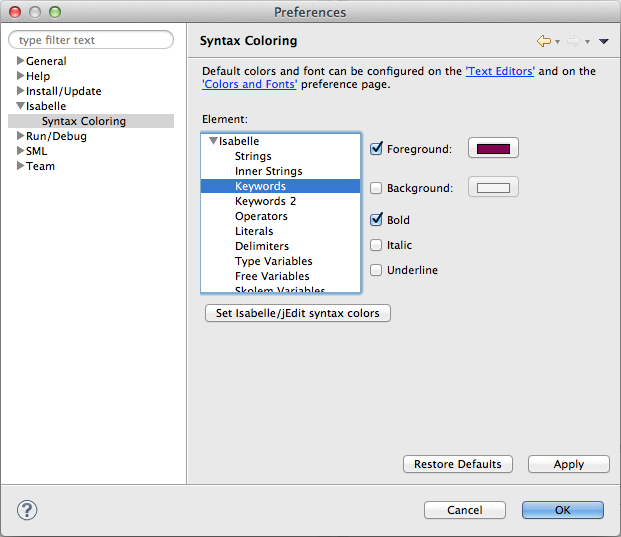 Preferences
type filter text
General
Help
Install/Update
Isabelle
Syntax Coloring
Run/Debug
SML
Team
Syntax Coloring
Default colors and font can be configured on the 'Text Editors' and on the
'Colors and Fonts' preference page.
Element:
Isabelle
Strings
Inner Strings
Keywords
Keywords 2
Operators
Literals
Delimiters
Type Variables
Free Variables
Skolem Variables
Foreground:
Background:
Bold
Italic
Underline
Set Isabelle/jEdit syntax colors
Restore Defaults
Apply
?
Cancel
OK